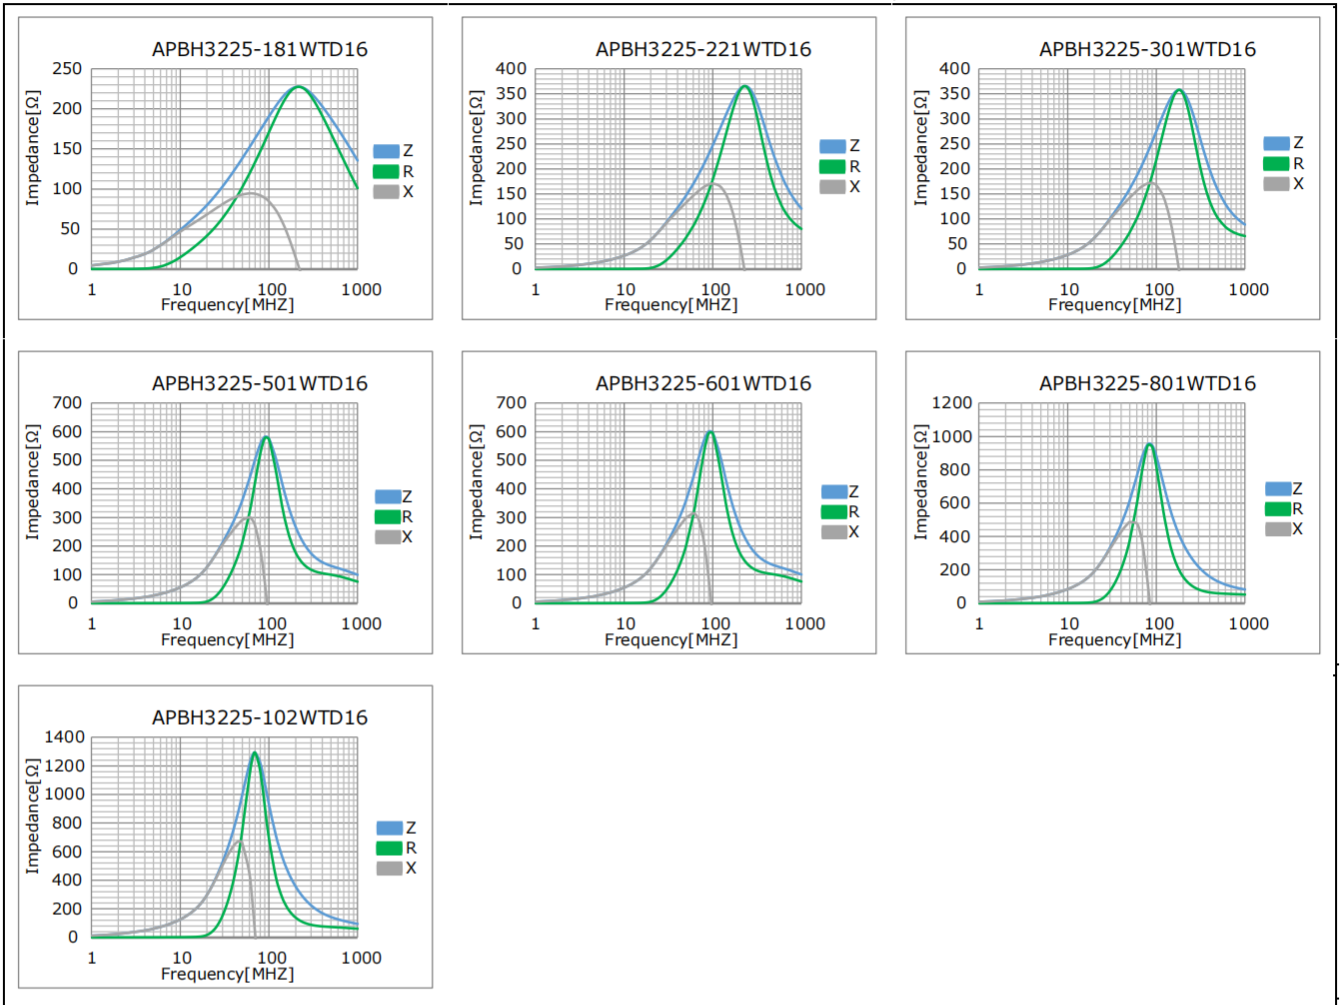 APBH3225-181WTD16
Impedance[Ω]
250
200
150
100
50
0
1 10 100 1000
Frequency[MHZ]
Z
R
X
APBH3225-221WTD16
Impedance[Ω]
400
350
300
250
200
150
100
50
0
1 10 100 1000
Frequency[MHZ]
Z
R
X
APBH3225-301WTD16
Impedance[Ω]
400
350
300
250
200
150
100
50
0
1 10 100 1000
Frequency[MHZ]
Z
R
X
APBH3225-501WTD16
Impedance[Ω]
700
600
500
400
300
200
100
0
1 10 100 1000
Frequency[MHZ]
Z
R
X
APBH3225-601WTD16
Impedance[Ω]
700
600
500
400
300
200
100
0
1 10 100 1000
Frequency[MHZ]
Z
R
X
APBH3225-801WTD16
Impedance[Ω]
1200
1000
800
600
400
200
0
1 10 100 1000
Frequency[MHZ]
Z
R
X
APBH3225-102WTD16
Impedance[Ω]
1400
1200
1000
800
600
400
200
0
1 10 100 1000
Frequency[MHZ]
Z
R
X